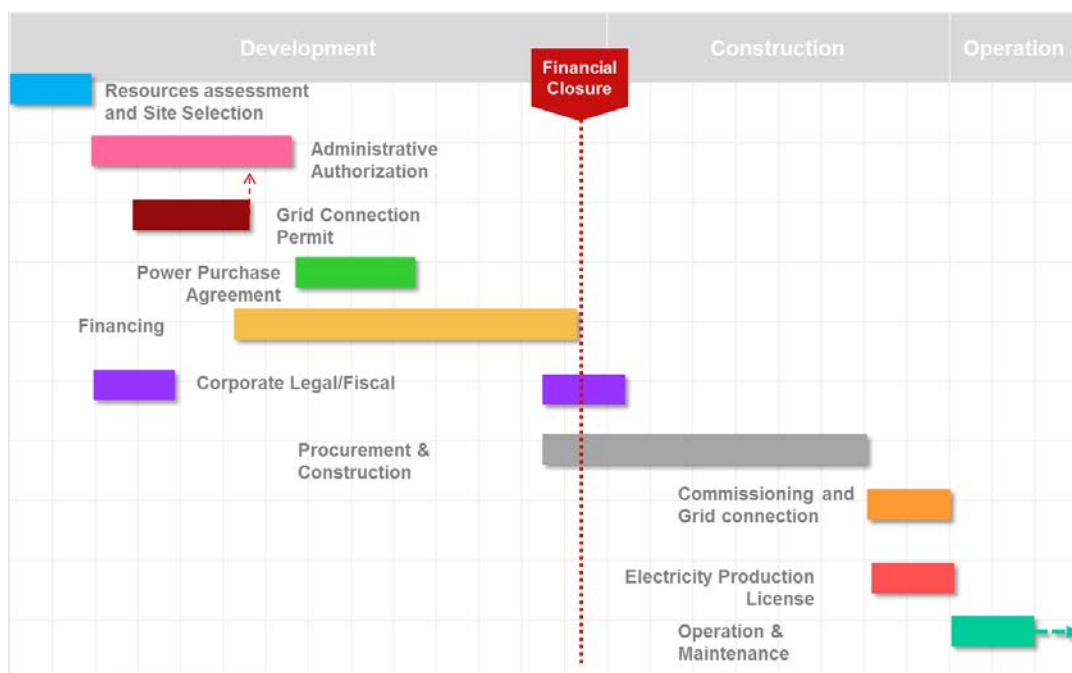 Development
Construction
Operation
Financial
Closure
Resources assessment
and Site Selection
Administrative
Authorization
Grid Connection
Permit
Power Purchase
Agreement
Financing
Corporate Legal/Fiscal
Procurement &
Construction
Commissioning and
Grid connection
Electricity Production
License
Operation &
Maintenance